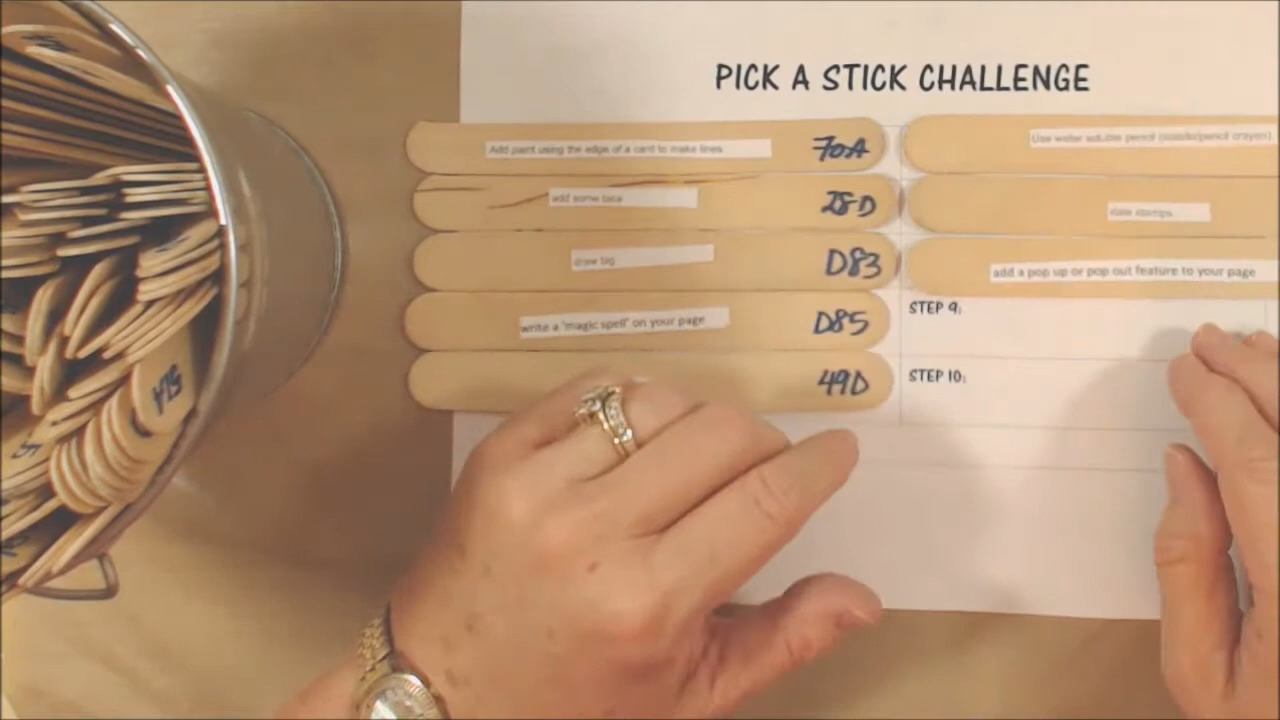 PICK A STICK CHALLENGE
Add paint using the edge of a card to make lines
70A
add some lace
28D
draw big
D83
write a 'magic spell' on your page
D85
49D
Use water soluble pencil
date stamps
add a pop up or pop out feature to your page
STEP 9:
STEP 10:
51A